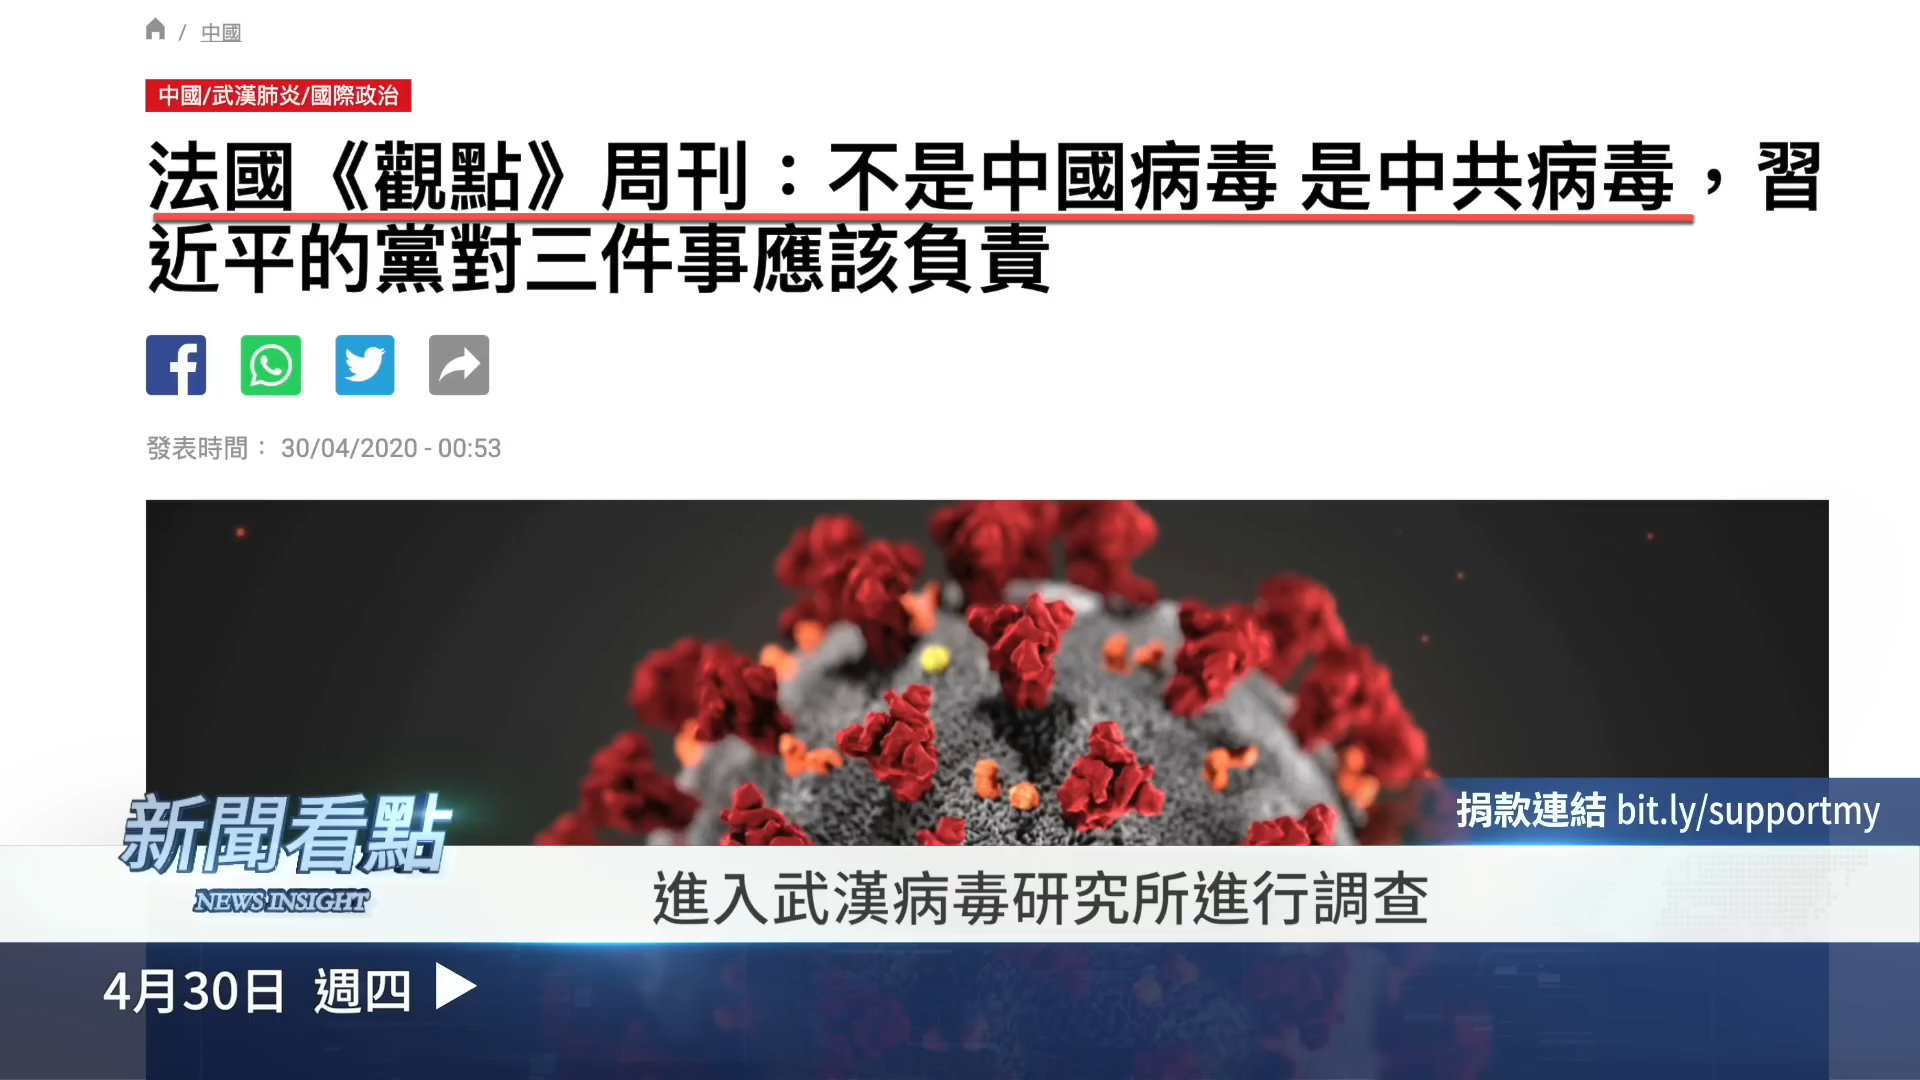 / 中國
中國/武漢肺炎/國際政治
法國《觀點》周刊：不是中國病毒 是中共病毒，習
近平的黨對三件事應該負責
發表時間： 30/04/2020 - 00:53
捐款連結 bit.ly/supportmy
新聞看點
NEWS INSIGHT
進入武漢病毒研究所進行調查
4月30日 週四